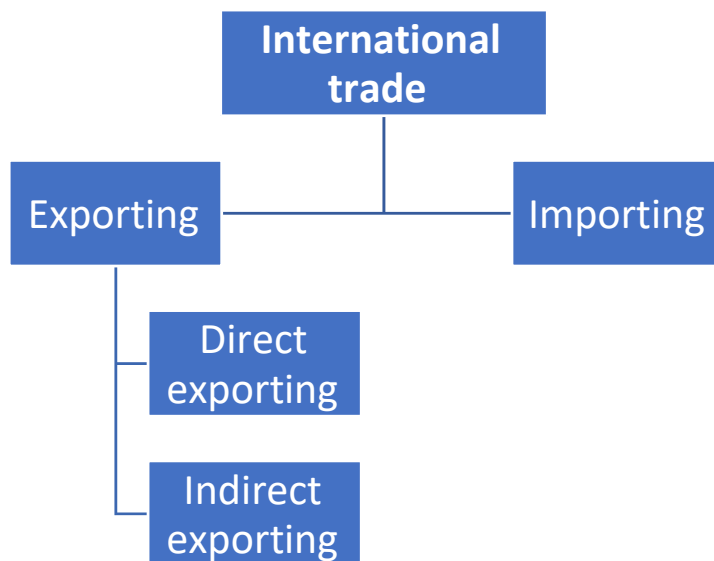 International
trade
Exporting
Importing
Direct
exporting
Indirect
exporting